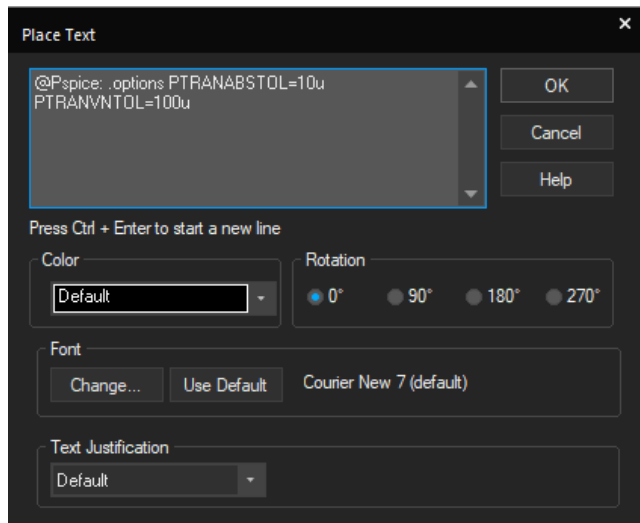 Place Text
×
@Pspice: .options PTRANABSTOL=10u
PTRANVNTOL=100u
OK
Cancel
Help
Press Ctrl + Enter to start a new line
Color
Default
Rotation
0°
90°
180°
270°
Font
Change...
Use Default
Courier New 7 (default)
Text Justification
Default